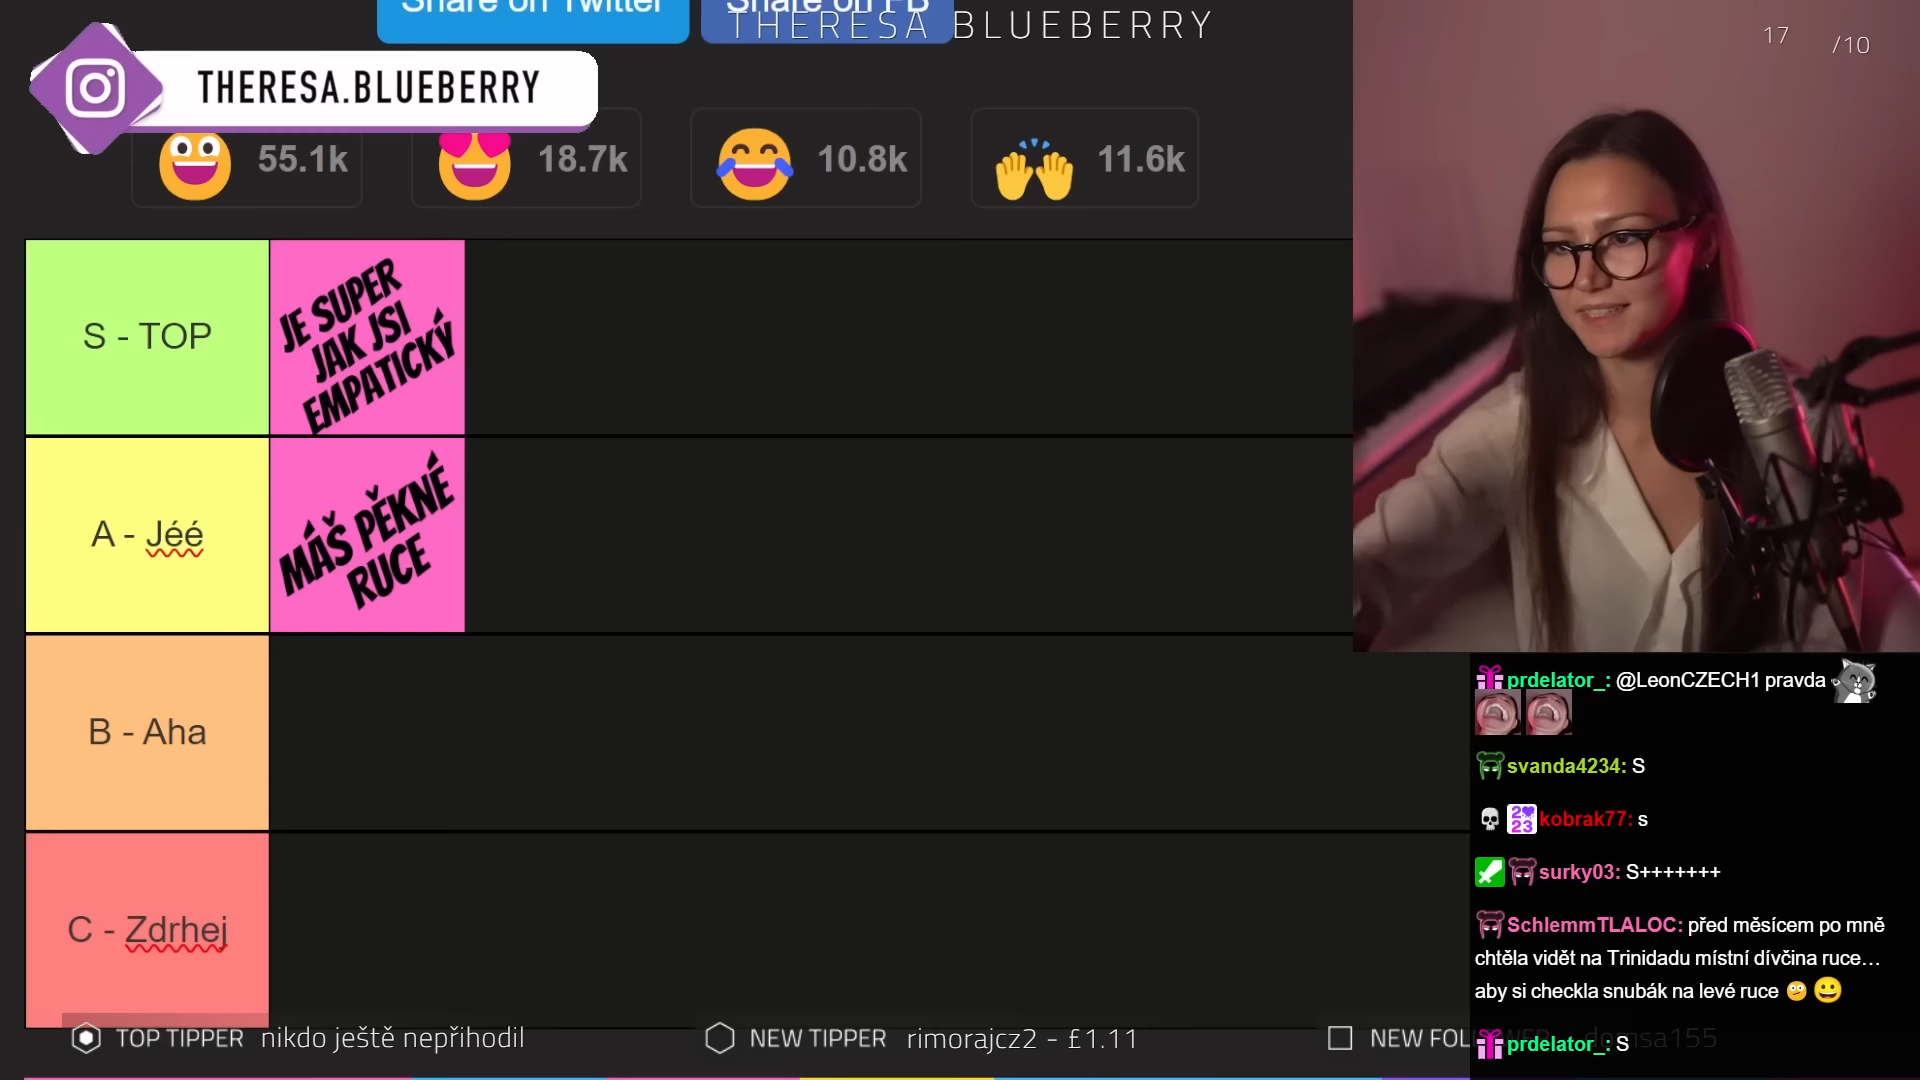 Share on Twitter
Share on FB
THERESA BLUEBERRY
17 /10
THERESA.BLUEBERRY
55.1k
18.7k
10.8k
11.6k
S - TOP
JE SUPER
JAK JSI
EMPATICKÝ
A - Jéé
MÁŠ PĚKNÉ
RUCE
B - Aha
C - Zdrhej
prdelator_: @LeonCZECH1 pravda
svanda4234: S
2023 kobrak77: s
surky03: S+++++++
SchlemmTLALOC: před měsícem po mně
chtěla vidět na Trinidadu místní dívčina ruce…
aby si checkla snubák na levé ruce
prdelator_: S
TOP TIPPER nikdo ještě nepřihodil
NEW TIPPER rimorajcz2 - £1.11
NEW FOLLOWER domsa155